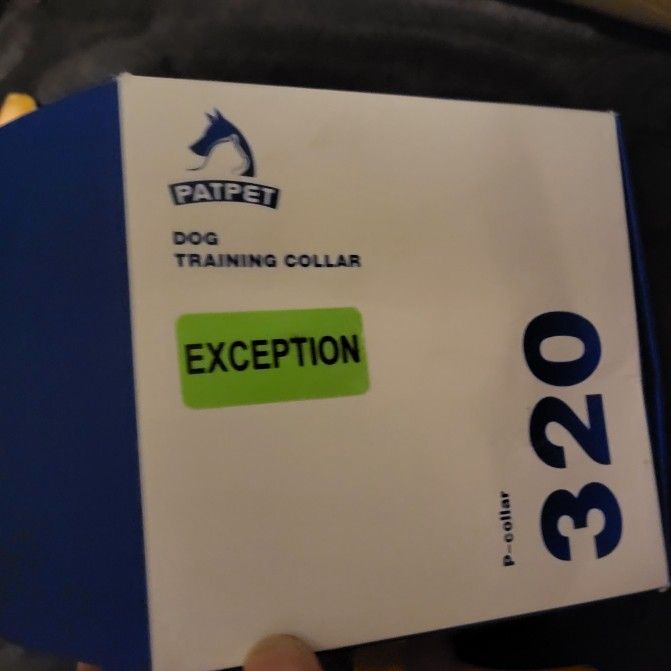 PATPET
DOG
TRAINING COLLAR
EXCEPTION
p-collar
320